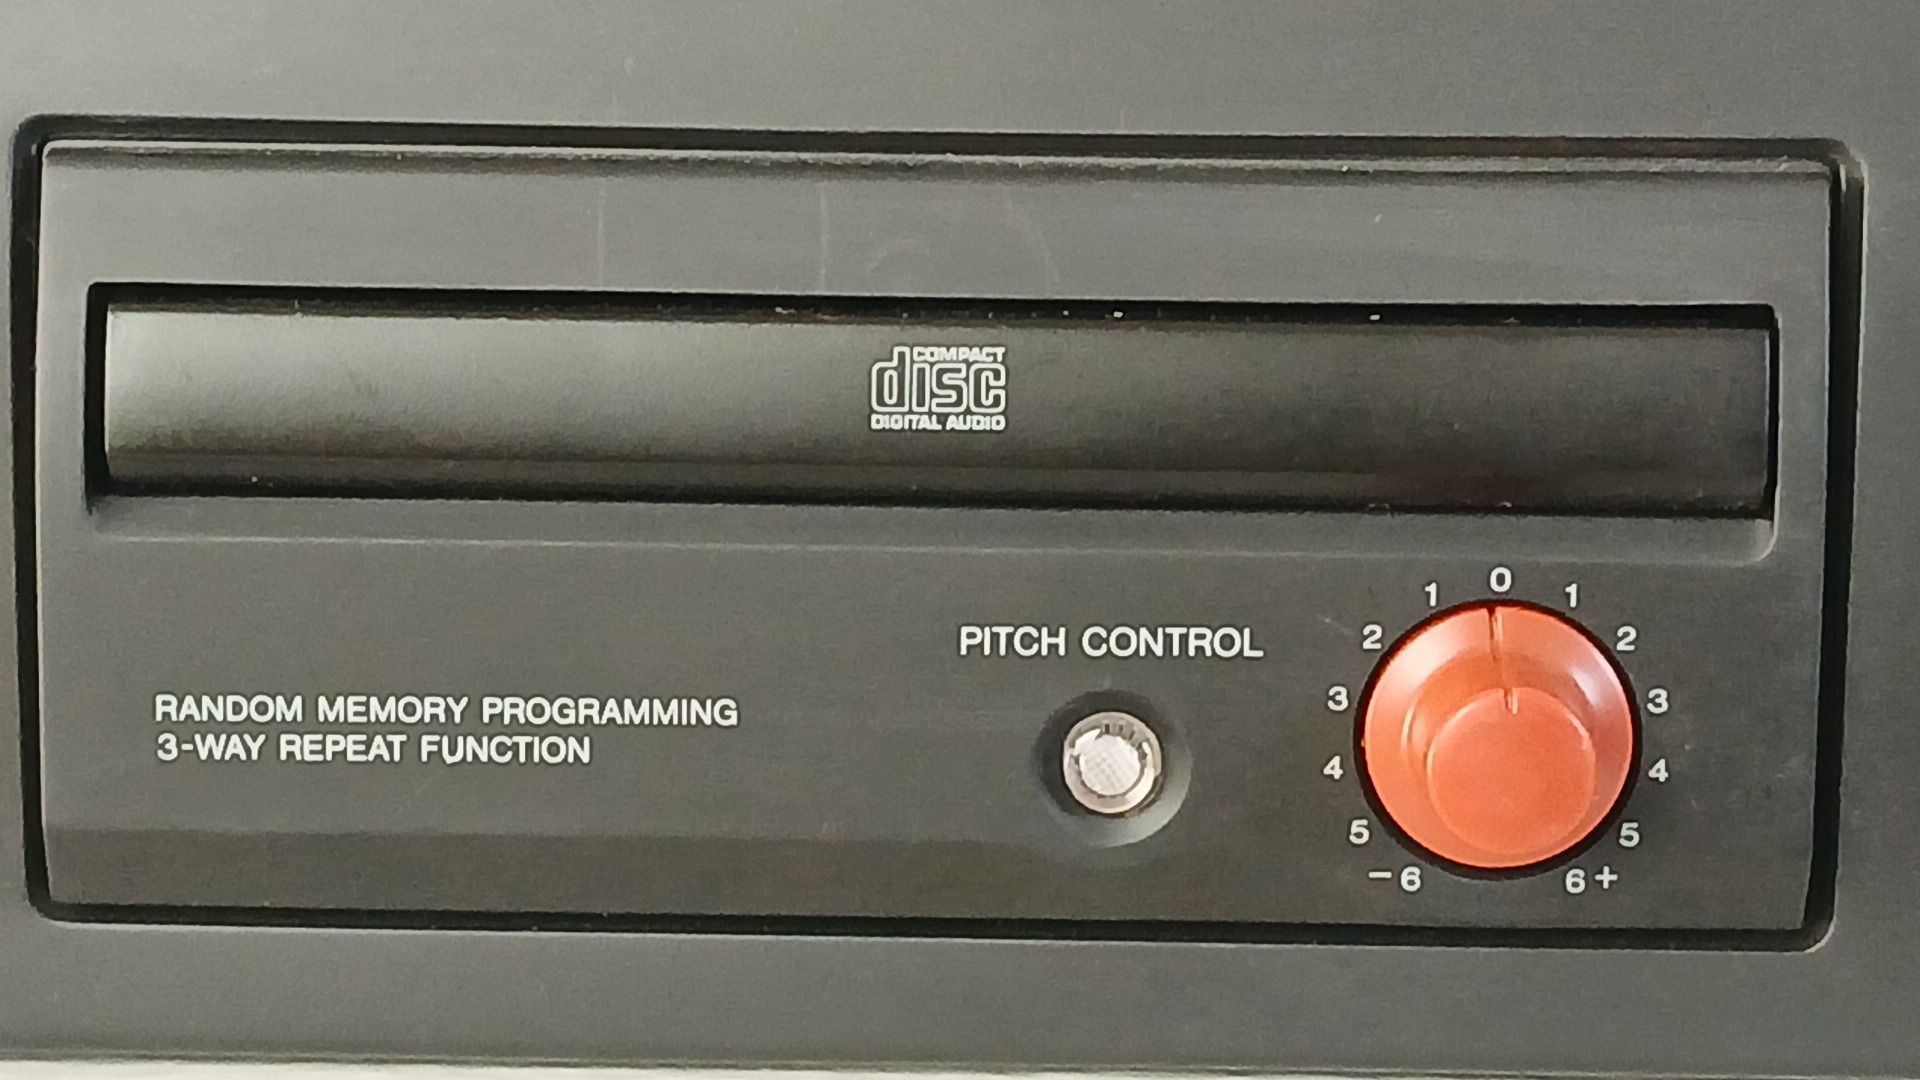 COMPACT
disc
DIGITAL AUDIO
PITCH CONTROL
RANDOM MEMORY PROGRAMMING
3-WAY REPEAT FUNCTION
0
1 1
2 2
3 3
4 4
5 5
−6 6+